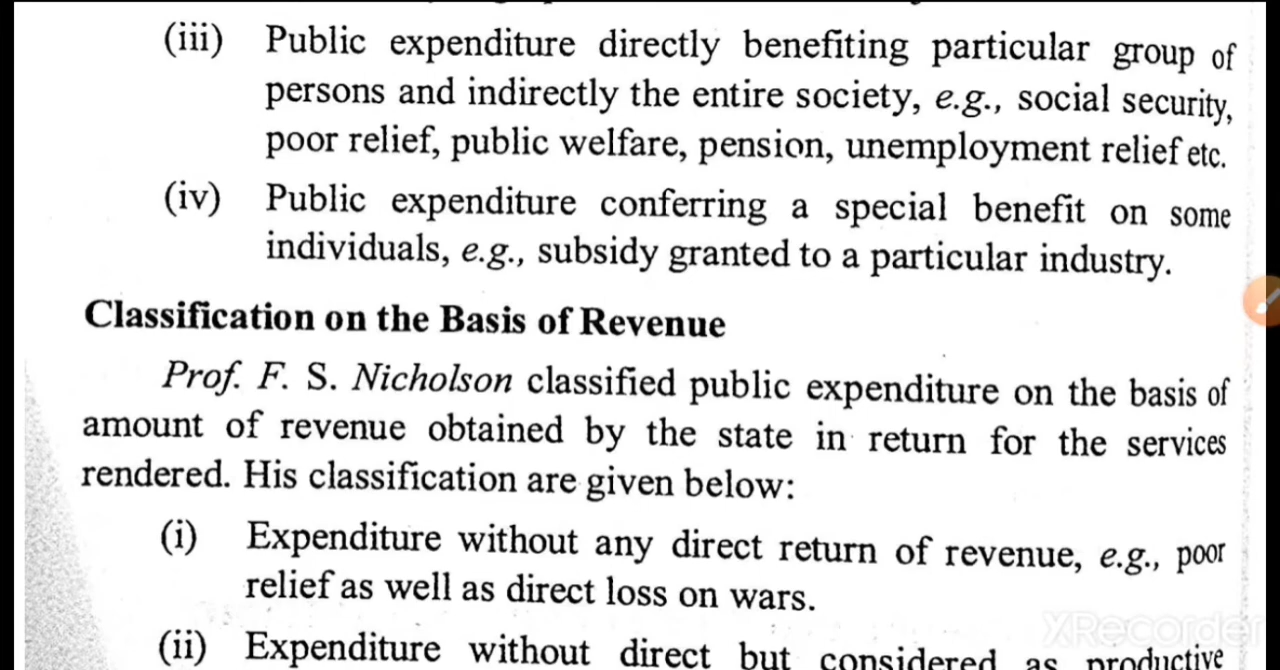 (iii) Public expenditure directly benefiting particular group of
persons and indirectly the entire society, e.g., social security,
poor relief, public welfare, pension, unemployment relief etc.
(iv) Public expenditure conferring a special benefit on some
individuals, e.g., subsidy granted to a particular industry.
Classification on the Basis of Revenue
Prof. F. S. Nicholson classified public expenditure on the basis of
amount of revenue obtained by the state in return for the services
rendered. His classification are given below:
(i) Expenditure without any direct return of revenue, e.g., poor
relief as well as direct loss on wars.
XRecorder
(ii) Expenditure without direct but considered as productive